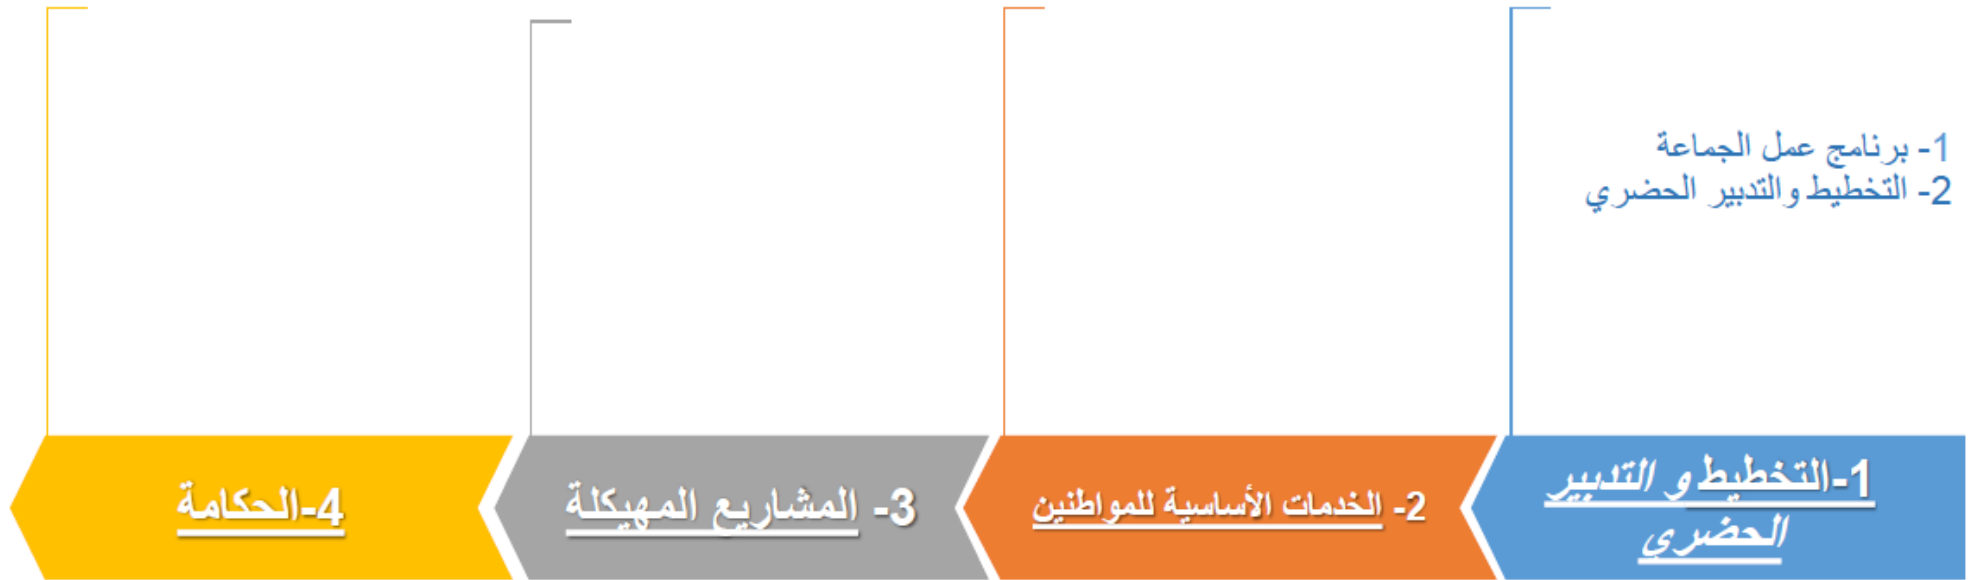 1- برنامج عمل الجماعة
2- التخطيط والتدبير الحضري
1-التخطيط و التدبير
الحضري
2- الخدمات الأساسية للمواطنين
3- المشاريع المهيكلة
4-الحكامة